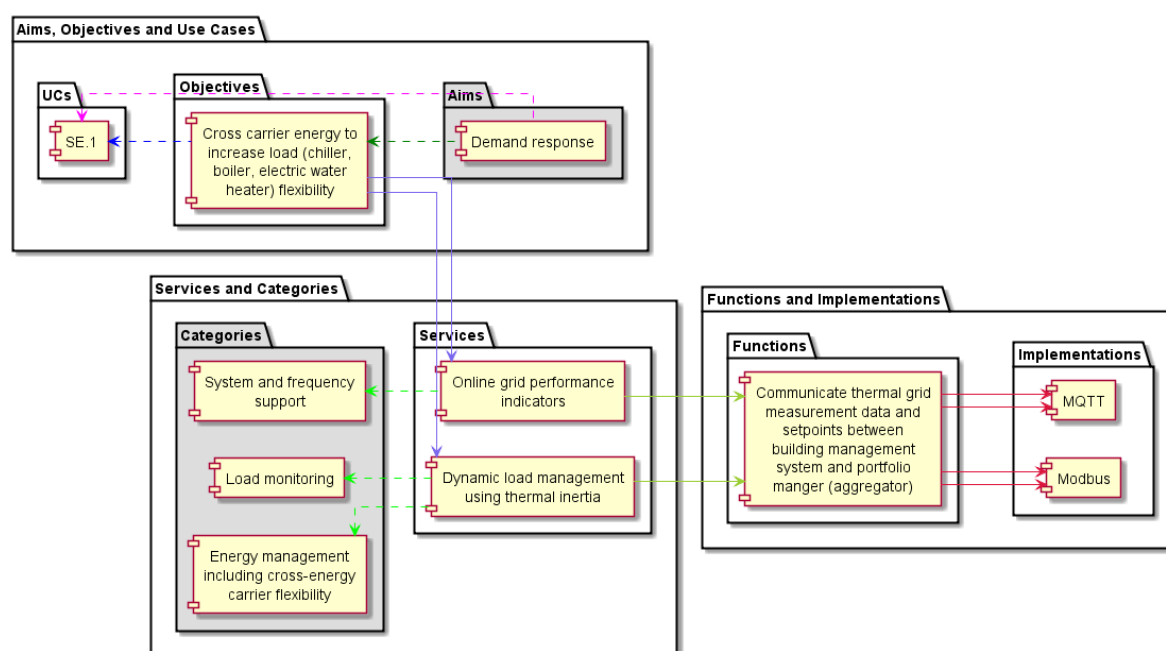 Aims, Objectives and Use Cases
UCs
SE.1
Objectives
Cross carrier energy to
increase load (chiller,
boiler, electric water
heater) flexibility
Aims
Demand response
Services and Categories
Categories
System and frequency
support
Load monitoring
Energy management
including cross-energy
carrier flexibility
Services
Online grid performance
indicators
Dynamic load management
using thermal inertia
Functions and Implementations
Functions
Communicate thermal grid
measurement data and
setpoints between
building management
system and portfolio
manger (aggregator)
Implementations
MQTT
Modbus